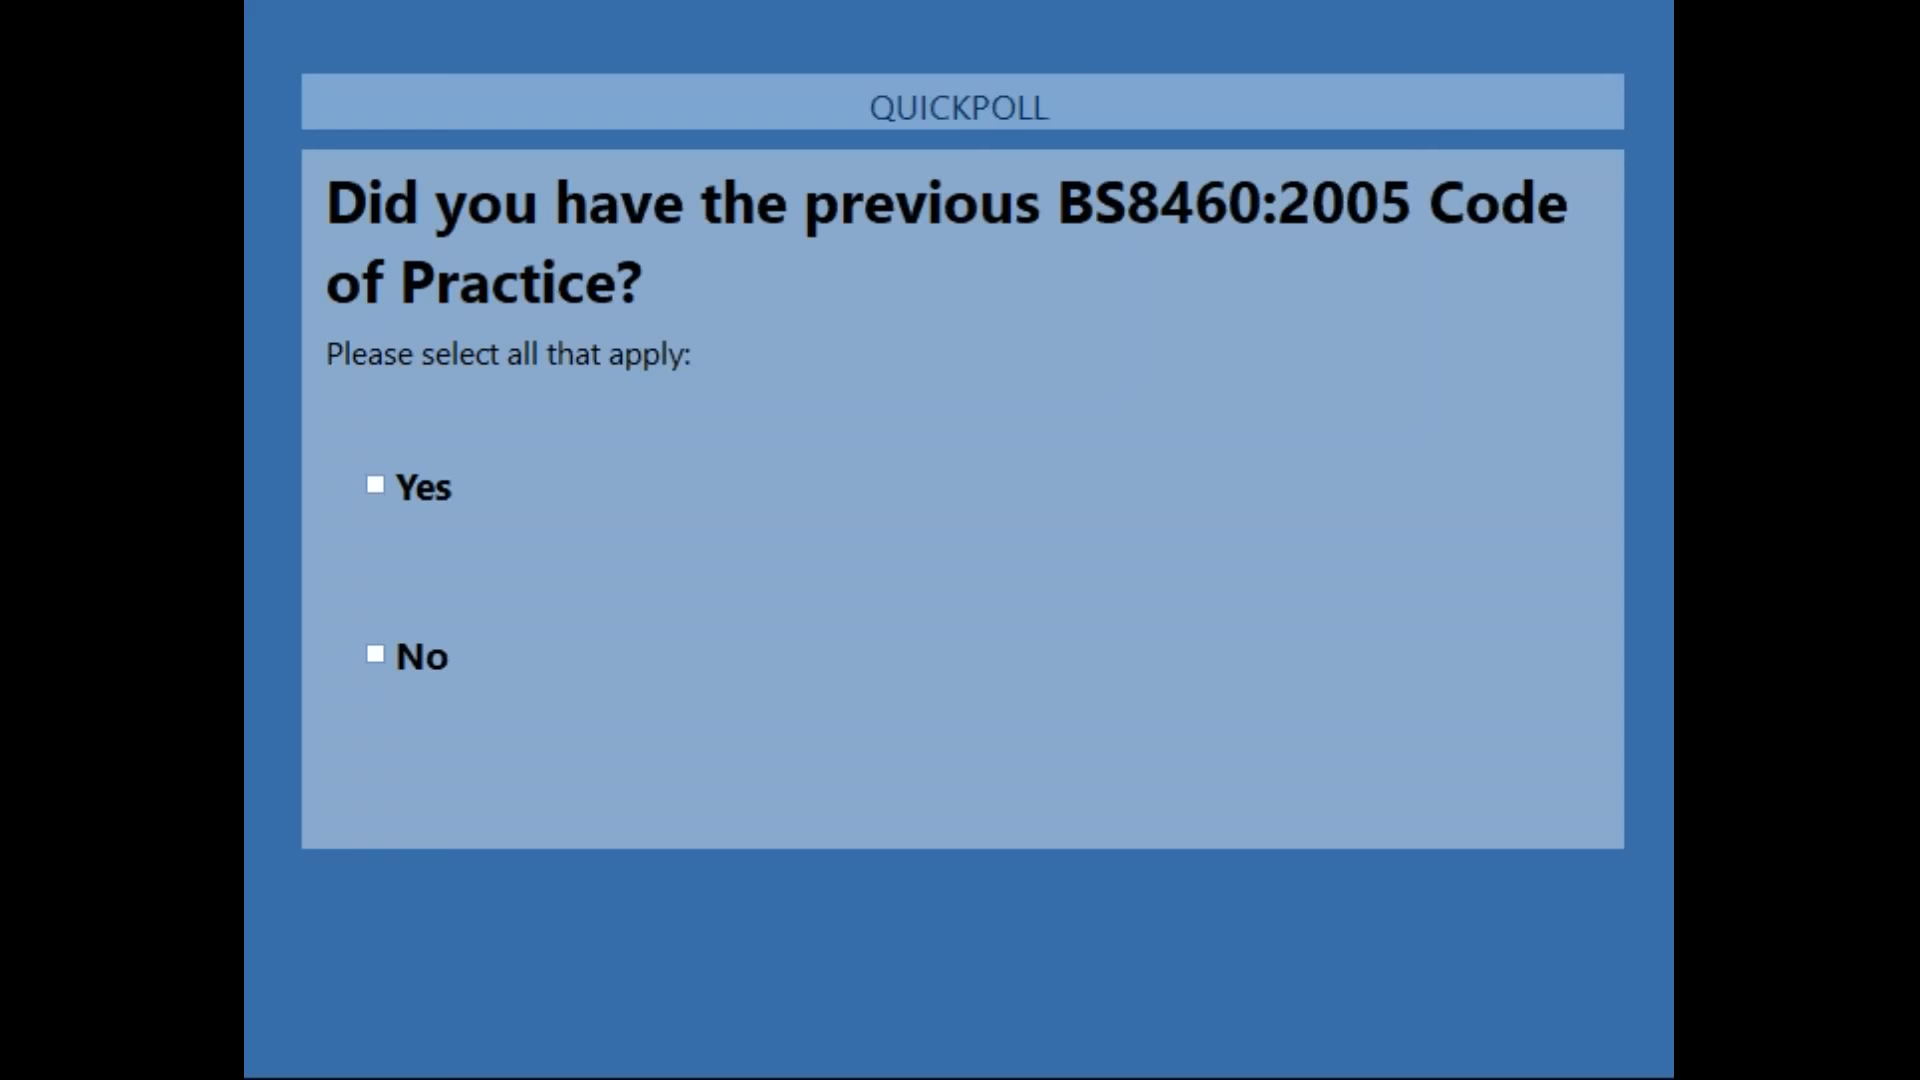 QUICKPOLL
Did you have the previous BS8460:2005 Code
of Practice?
Please select all that apply:
Yes
No